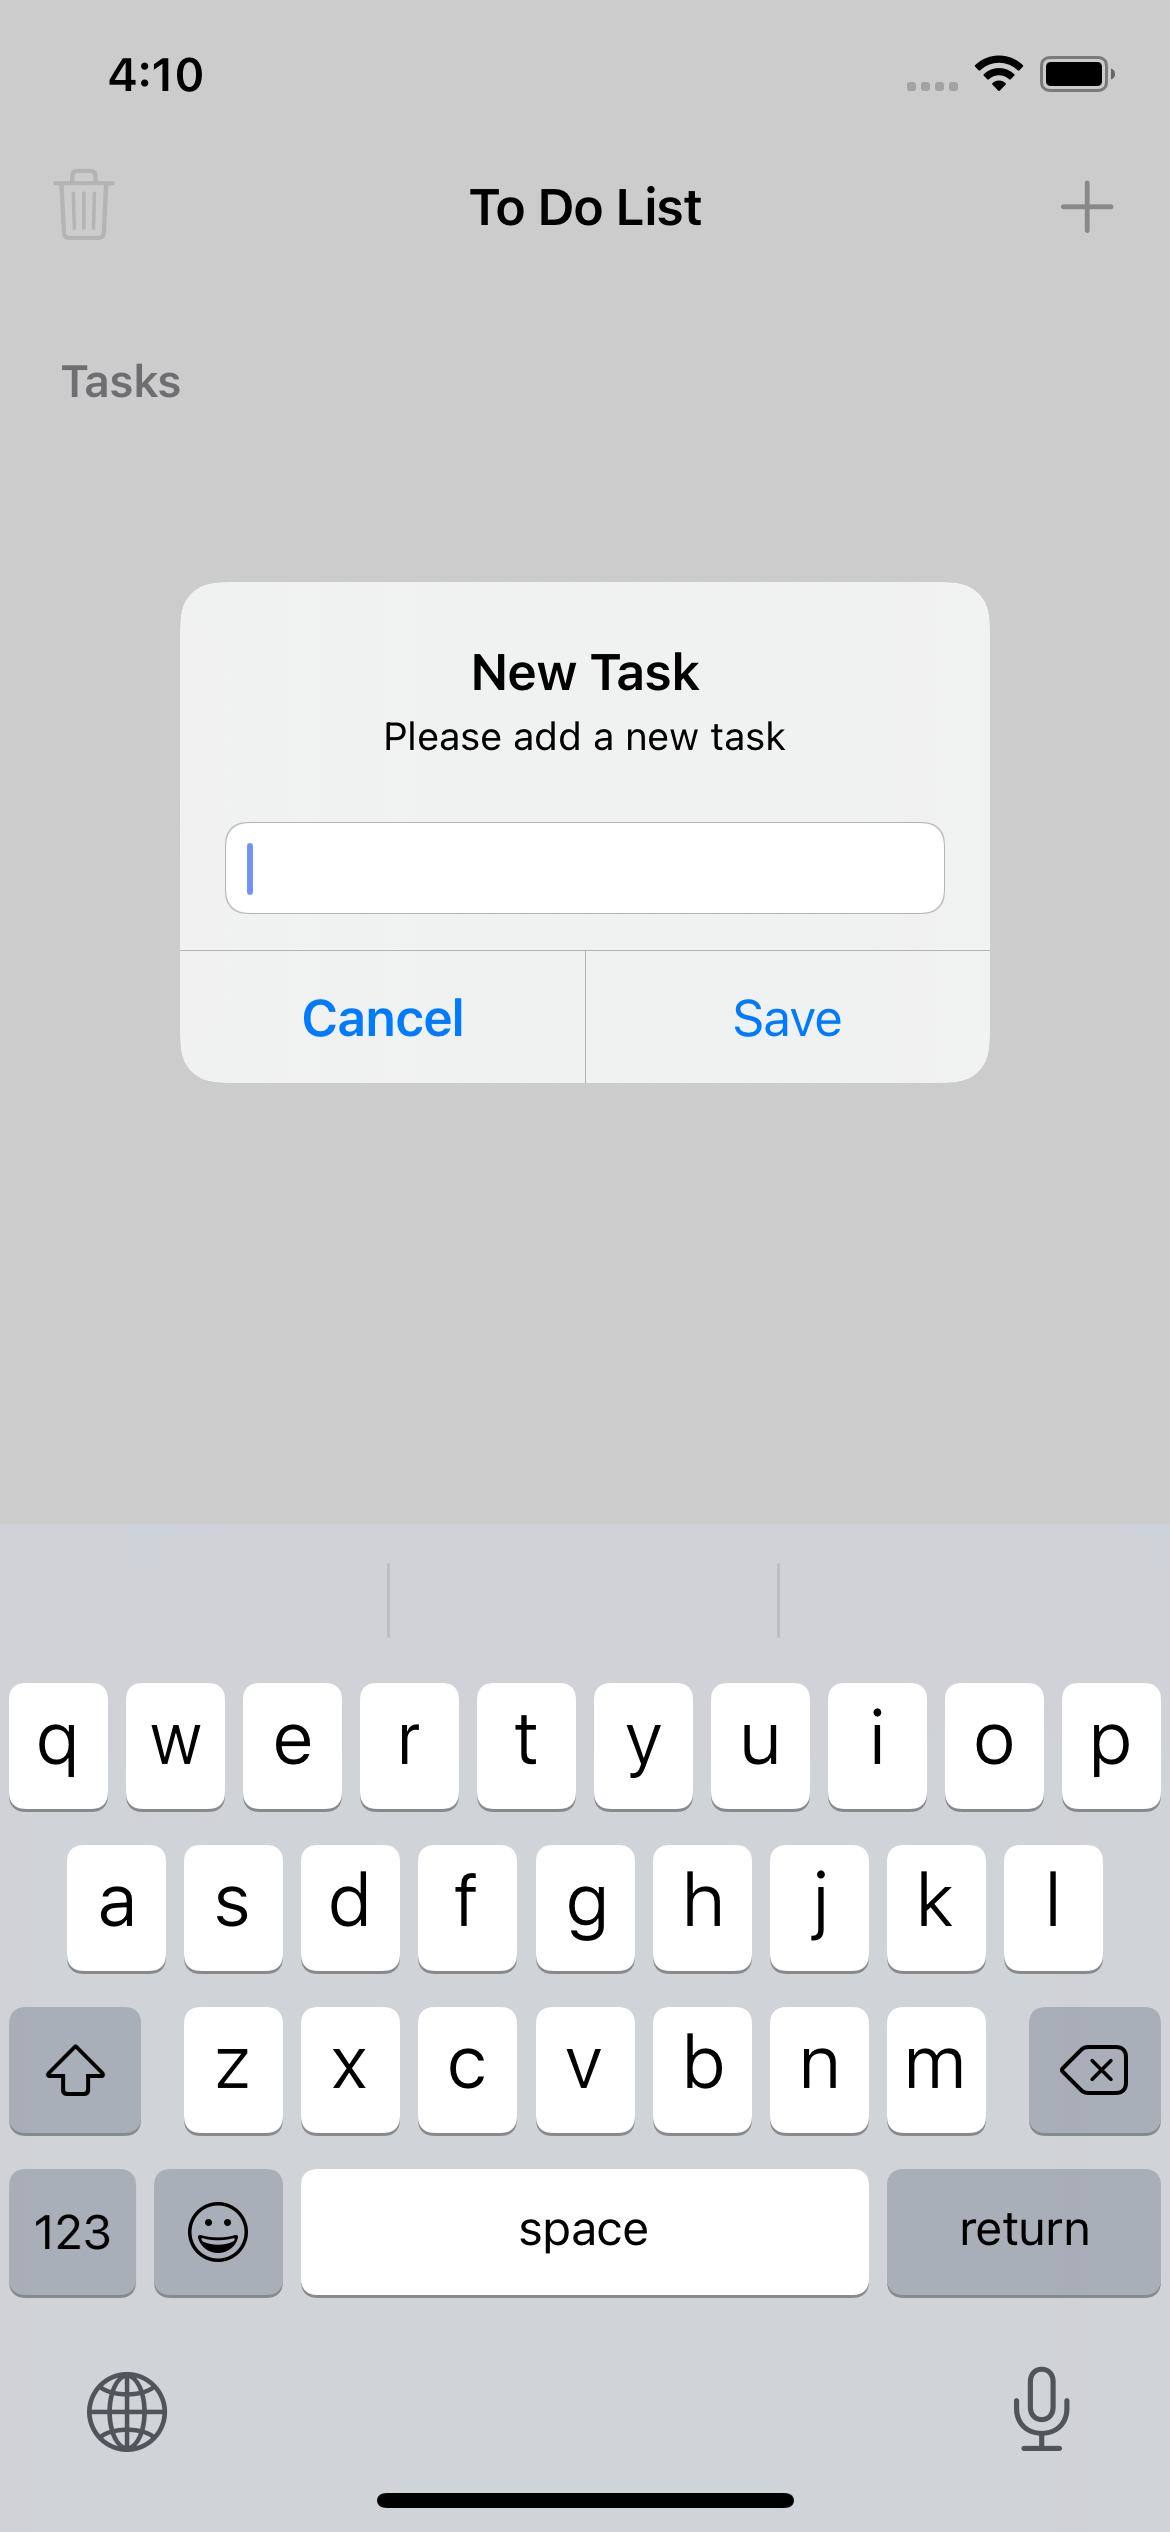 4:10
To Do List
Tasks
New Task
Please add a new task
Cancel
Save
q w e r t y u i o p
a s d f g h j k l
z x c v b n m
123 space return